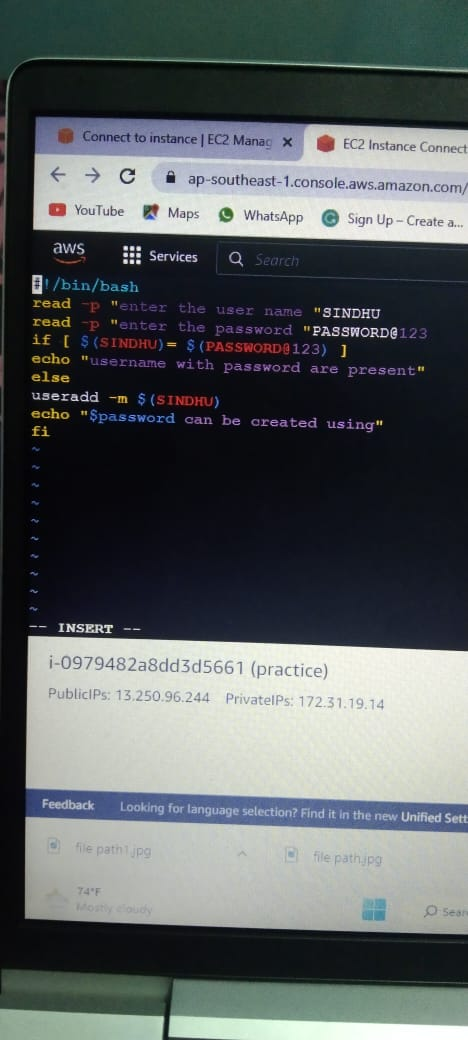 Connect to instance | EC2 Manag
EC2 Instance Connect
ap-southeast-1.console.aws.amazon.com/
YouTube Maps WhatsApp Sign Up – Create a...
aws Services Search
#!/bin/bash
read -p "enter the user name "SINDHU
read -p "enter the password "PASSWORD@123
if [ $(SINDHU)= $(PASSWORD@123) ]
echo "username with password are present"
else
useradd -m $(SINDHU)
echo "$password can be created using"
fi
~
~
~
~
~
~
~
~
~
~
-- INSERT --
i-0979482a8dd3d5661 (practice)
PublicIPs: 13.250.96.244 PrivateIPs: 172.31.19.14
Feedback Looking for language selection? Find it in the new Unified Sett
file path1.jpg file path.jpg
74°F
Mostly cloudy
Sear